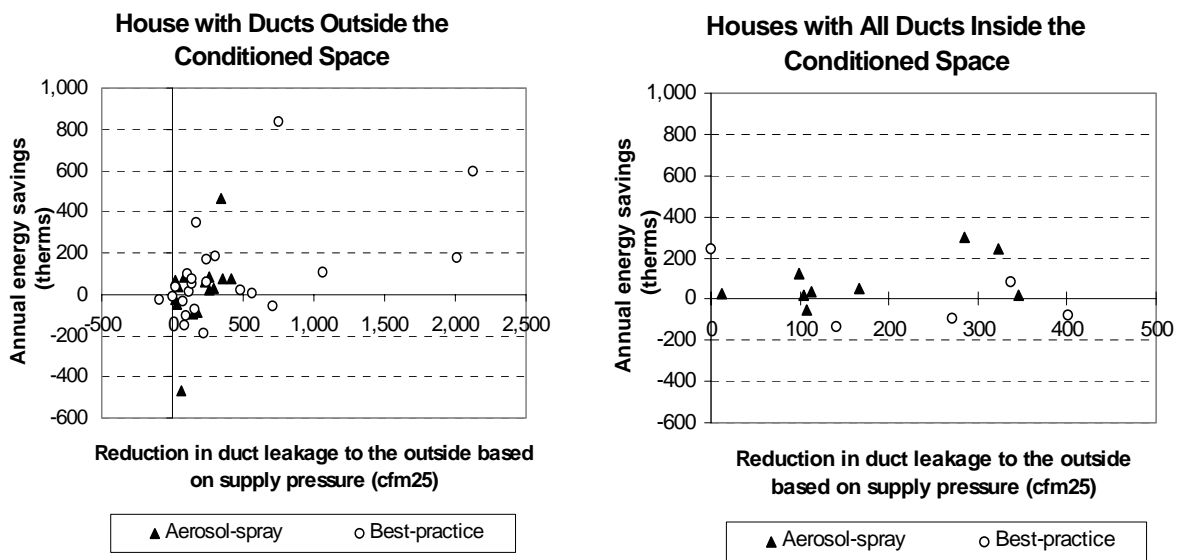 House with Ducts Outside the
Conditioned Space
1,000
800
600
400
200
0
-200
-400
-600
-500 0 500 1,000 1,500 2,000 2,500
Annual energy savings
(therms)
Reduction in duct leakage to the outside based
on supply pressure (cfm25)
Aerosol-spray Best-practice
Houses with All Ducts Inside the
Conditioned Space
1,000
800
600
400
200
0
-200
-400
-600
0 100 200 300 400 500
Annual energy savings
(therms)
Reduction in duct leakage to the outside
based on supply pressure (cfm25)
Aerosol-spray Best-practice